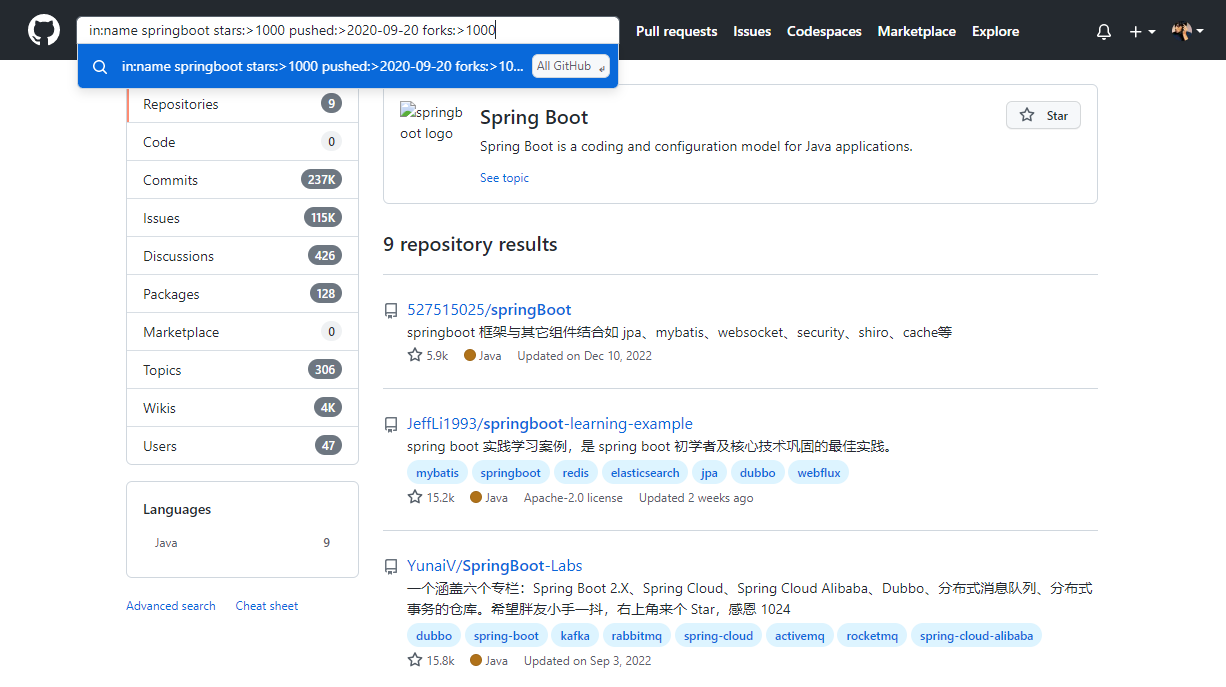 in:name springboot stars:>1000 pushed:>2020-09-20 forks:>1000
Pull requests Issues Codespaces Marketplace Explore
in:name springboot stars:>1000 pushed:>2020-09-20 forks:>10... All GitHub
Repositories 9
Code 0
Commits 237K
Issues 115K
Discussions 426
Packages 128
Marketplace 0
Topics 306
Wikis 4K
Users 47
Languages
Java 9
Advanced search Cheat sheet
springboot logo
Spring Boot
Star
Spring Boot is a coding and configuration model for Java applications.
See topic
9 repository results
527515025/springBoot
springboot 框架与其它组件结合如 jpa、mybatis、websocket、security、shiro、cache等
5.9k Java Updated on Dec 10, 2022
JeffLi1993/springboot-learning-example
spring boot 实践学习案例，是 spring boot 初学者及核心技术巩固的最佳实践。
mybatis springboot redis elasticsearch jpa dubbo webflux
15.2k Java Apache-2.0 license Updated 2 weeks ago
YunaiV/SpringBoot-Labs
一个涵盖六个专栏：Spring Boot 2.X、Spring Cloud、Spring Cloud Alibaba、Dubbo、分布式消息队列、分布式
事务的仓库。希望胖友小手一抖，右上角来个 Star，感恩 1024
dubbo spring-boot kafka rabbitmq spring-cloud activemq rocketmq spring-cloud-alibaba
15.8k Java Updated on Sep 3, 2022